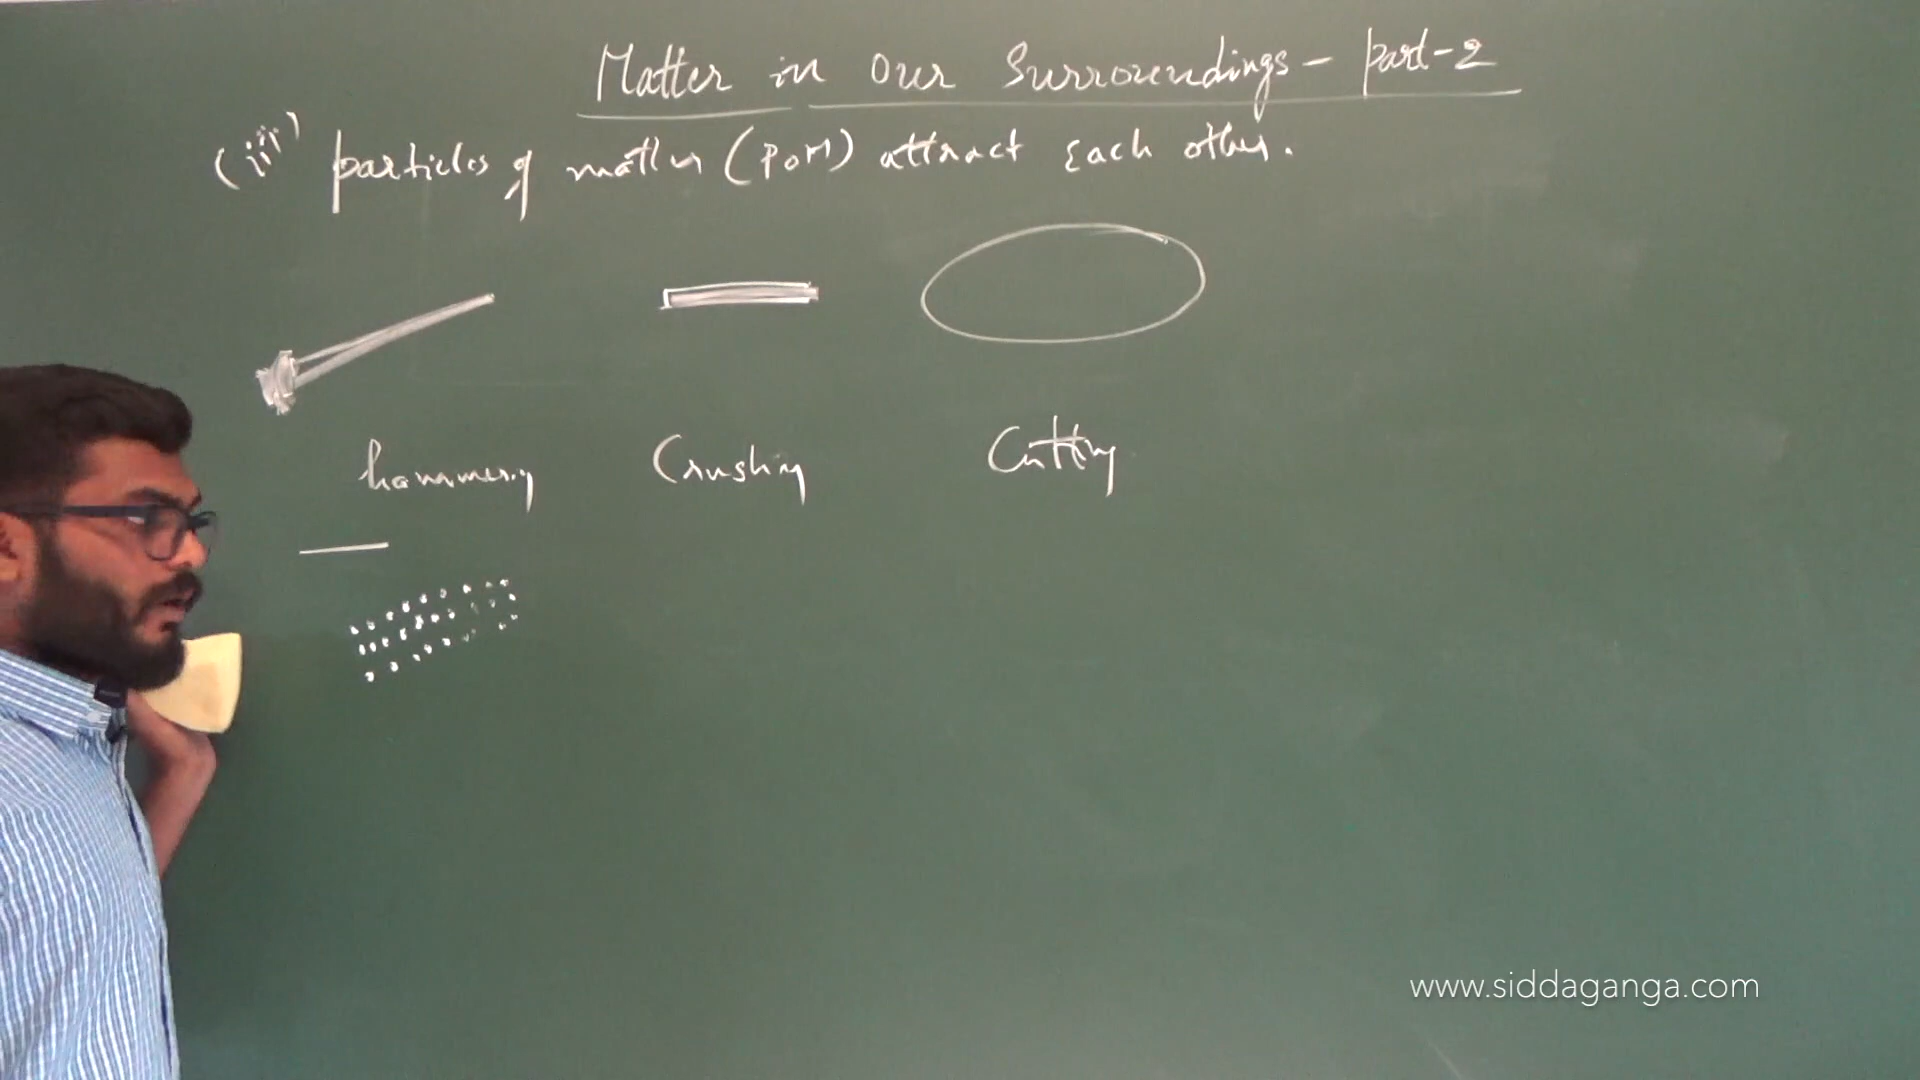 Matter in Our Surroundings - Part-2
(iii) particles of matter (POM) attract Each other.
hammering Crushing Cutting
www.siddaganga.com